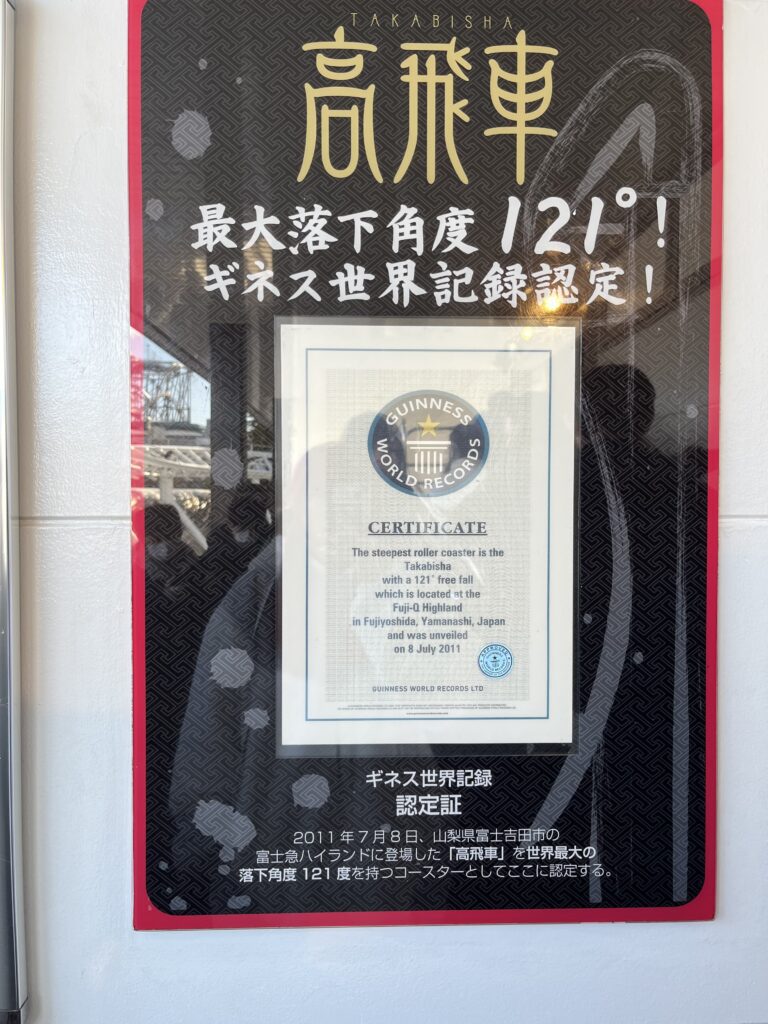 TAKABISHA
高飛車
最大落下角度 121°!
ギネス世界記録認定!
GUINNESS
WORLD RECORDS
CERTIFICATE
The steepest roller coaster is the
Takabisha
with a 121° free fall
which is located at the
Fuji-Q Highland
in Fujiyoshida, Yamanashi, Japan
and was unveiled
on 8 July 2011
APPROVED
GUINNESS WORLD RECORDS LTD
ギネス世界記録
認定証
2011年7月8日、山梨県富士吉田市の
富士急ハイランドに登場した「高飛車」を世界最大の
落下角度121度を持つコースターとしてここに認定する。